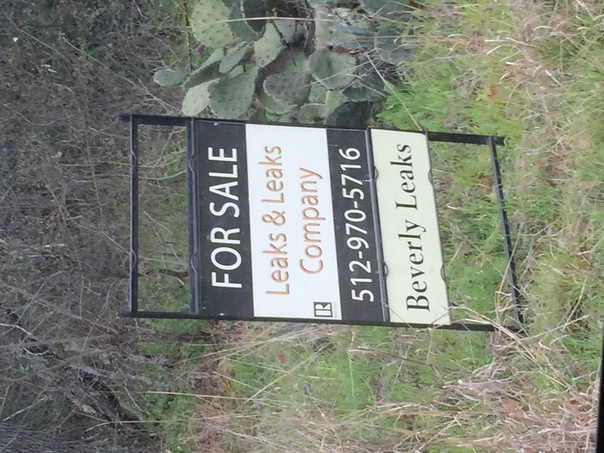 FOR SALE
Leaks & Leaks
Company
512-970-5716
Beverly Leaks